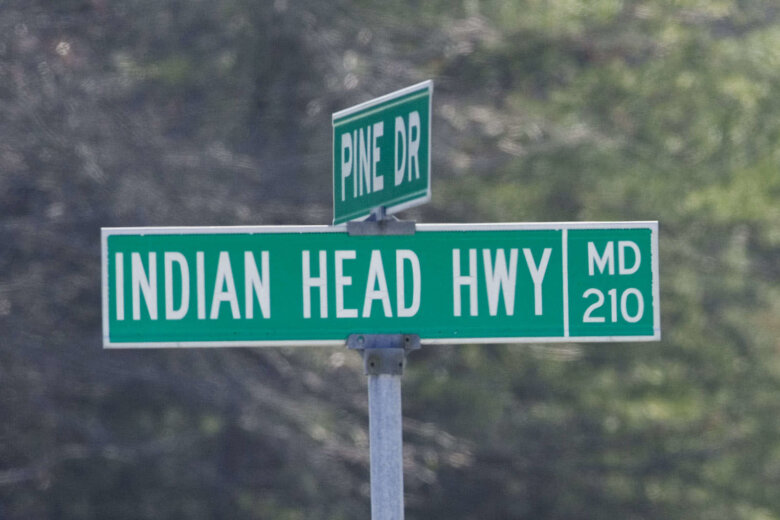 PINE DR
INDIAN HEAD HWY
MD
210